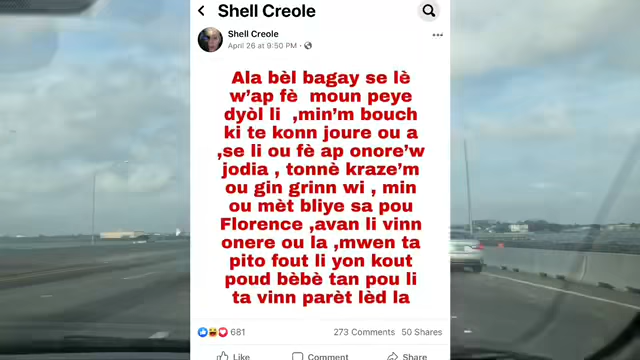 Shell Creole
Shell Creole
April 26 at 9:50 PM ·
Ala bèl bagay se lè
w'ap fè moun peye
dyòl li ,min'm bouch
ki te konn joure ou a
,se li ou fè ap onore'w
jodia , tonnè kraze'm
ou gin grinn wi , min
ou mèt bliye sa pou
Florence ,avan li vinn
onere ou la ,mwen ta
pito fout li yon kout
poud bèbè tan pou li
ta vinn parèt lèd la
681 273 Comments 50 Shares
Like Comment Share